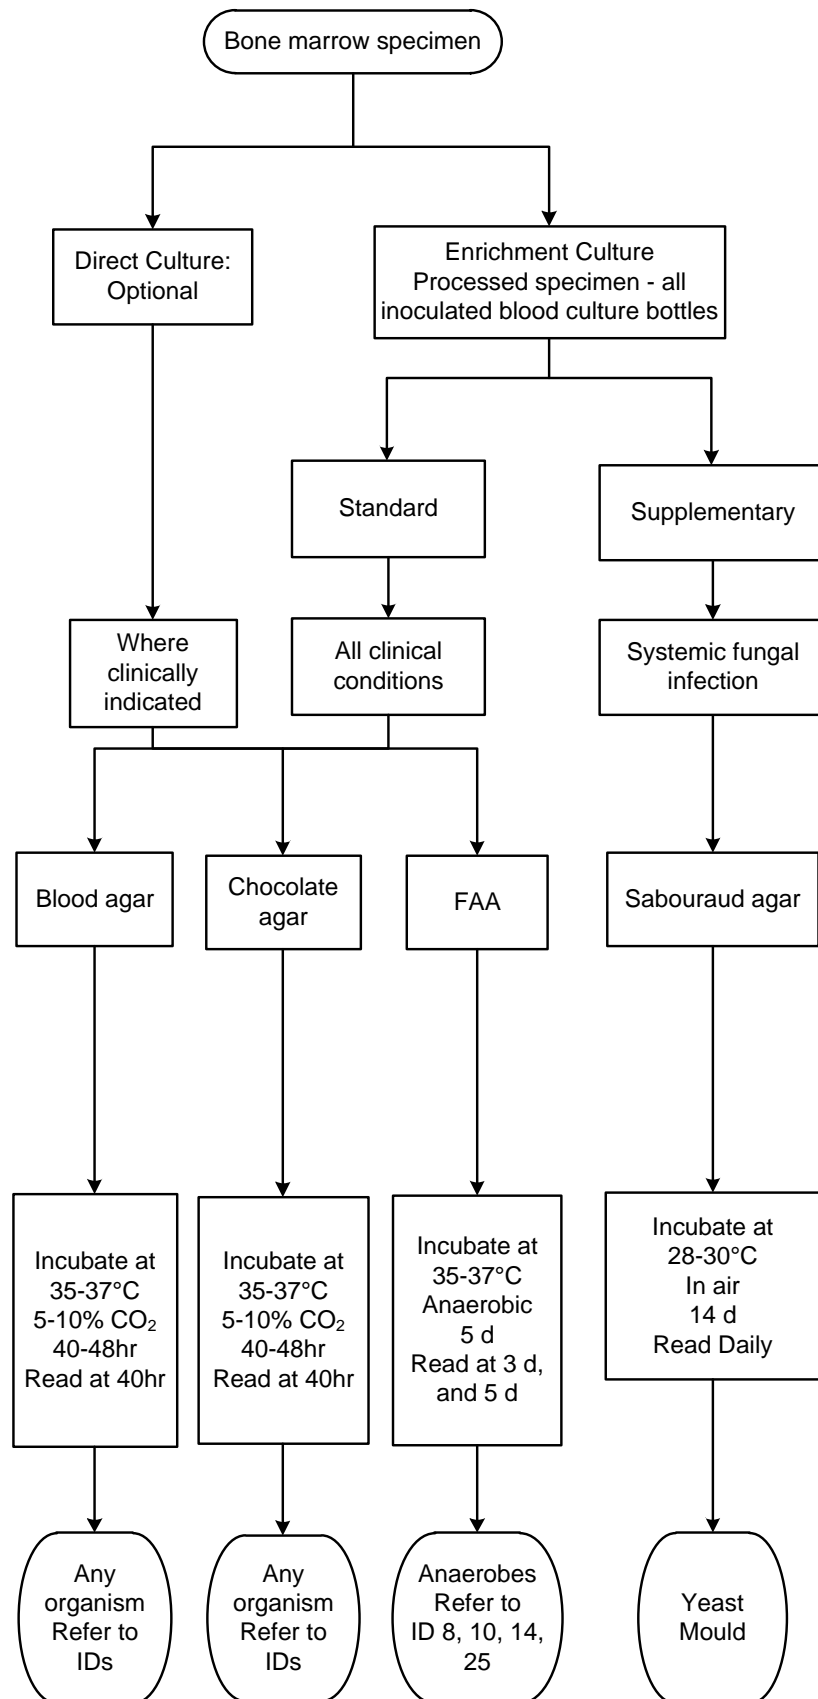 Bone marrow specimen
Direct Culture:
Optional
Enrichment Culture
Processed specimen - all
inoculated blood culture bottles
Standard
Supplementary
Where
clinically
indicated
All clinical
conditions
Systemic fungal
infection
Blood agar
Chocolate
agar
FAA
Sabouraud agar
Incubate at
35-37°C
5-10% CO₂
40-48hr
Read at 40hr
Incubate at
35-37°C
5-10% CO₂
40-48hr
Read at 40hr
Incubate at
35-37°C
Anaerobic
5 d
Read at 3 d,
and 5 d
Incubate at
28-30°C
In air
14 d
Read Daily
Any
organism
Refer to
IDs
Any
organism
Refer to
IDs
Anaerobes
Refer to
ID 8, 10, 14,
25
Yeast
Mould